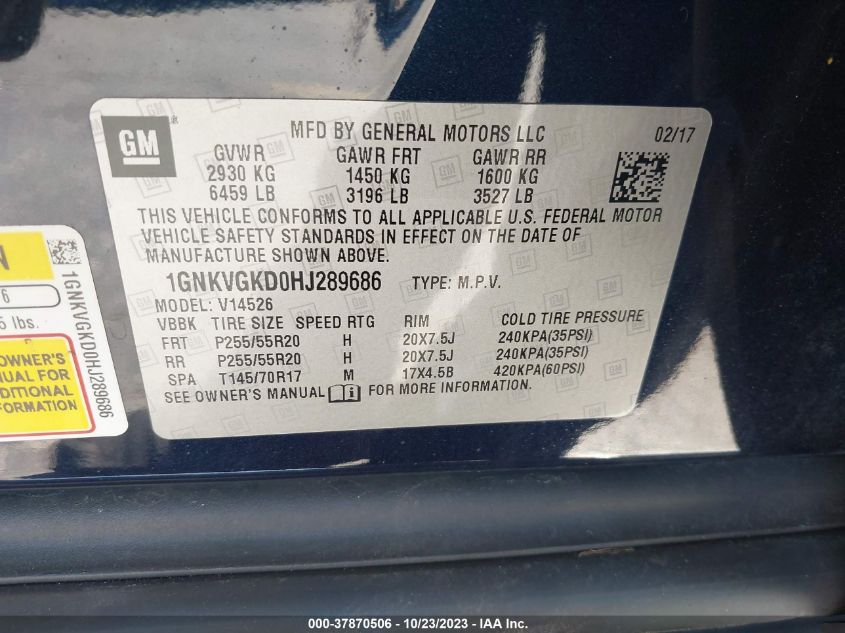 GM
MFD BY GENERAL MOTORS LLC 02/17
GVWR GAWR FRT GAWR RR
2930 KG 1450 KG 1600 KG
6459 LB 3196 LB 3527 LB
THIS VEHICLE CONFORMS TO ALL APPLICABLE U.S. FEDERAL MOTOR
VEHICLE SAFETY STANDARDS IN EFFECT ON THE DATE OF
MANUFACTURE SHOWN ABOVE.
1GNKVGKD0HJ289686 TYPE: M.P.V.
MODEL: V14526
VBBK TIRE SIZE SPEED RTG RIM COLD TIRE PRESSURE
FRT P255/55R20 H 20X7.5J 240KPA(35PSI)
RR P255/55R20 H 20X7.5J 240KPA(35PSI)
SPA T145/70R17 M 17X4.5B 420KPA(60PSI)
SEE OWNER'S MANUAL FOR MORE INFORMATION.
N
6
5 lbs.
OWNER'S
NUAL FOR
DITIONAL
FORMATION
1GNKVGKD0HJ289686
000-37870506 - 10/23/2023 - IAA Inc.